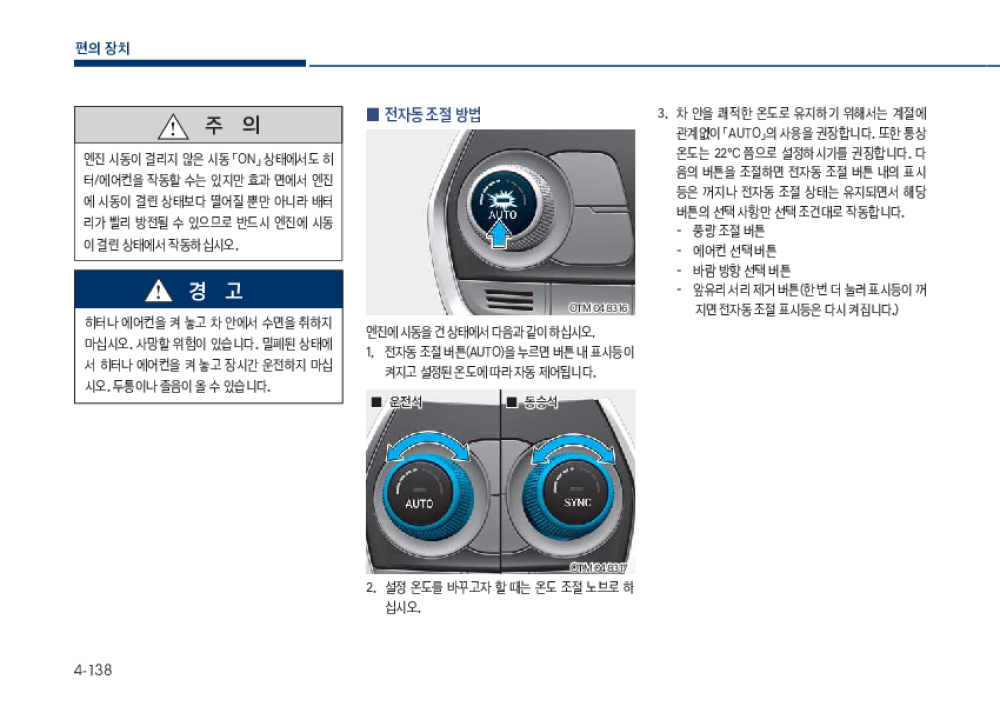 편의 장치
주 의
엔진 시동이 걸리지 않은 시동 ｢ON｣ 상태에서도 히
터/에어컨을 작동할 수는 있지만 효과 면에서 엔진
에 시동이 걸린 상태보다 떨어질 뿐만 아니라 배터
리가 빨리 방전될 수 있으므로 반드시 엔진에 시동
이 걸린 상태에서 작동하십시오.
경 고
히터나 에어컨을 켜 놓고 차 안에서 수면을 취하지
마십시오. 사망할 위험이 있습니다. 밀폐된 상태에
서 히터나 에어컨을 켜 놓고 장시간 운전하지 마십
시오. 두통이나 졸음이 올 수 있습니다.
■ 전자동 조절 방법
AUTO
OTM048316
엔진에 시동을 건 상태에서 다음과 같이 하십시오.
1. 전자동 조절 버튼(AUTO)을 누르면 버튼 내 표시등이
켜지고 설정된 온도에 따라 자동 제어됩니다.
■ 운전석 ■ 동승석
AUTO SYNC
OTM048317
2. 설정 온도를 바꾸고자 할 때는 온도 조절 노브로 하
십시오.
3. 차 안을 쾌적한 온도로 유지하기 위해서는 계절에
관계없이 ｢AUTO｣의 사용을 권장합니다. 또한 통상
온도는 22°C 쯤으로 설정하시기를 권장합니다. 다
음의 버튼을 조절하면 전자동 조절 버튼 내의 표시
등은 꺼지나 전자동 조절 상태는 유지되면서 해당
버튼의 선택 사항만 선택 조건대로 작동합니다.
- 풍량 조절 버튼
- 에어컨 선택 버튼
- 바람 방향 선택 버튼
- 앞유리 서리 제거 버튼(한 번 더 눌러 표시등이 꺼
지면 전자동 조절 표시등은 다시 켜집니다.)
4-138